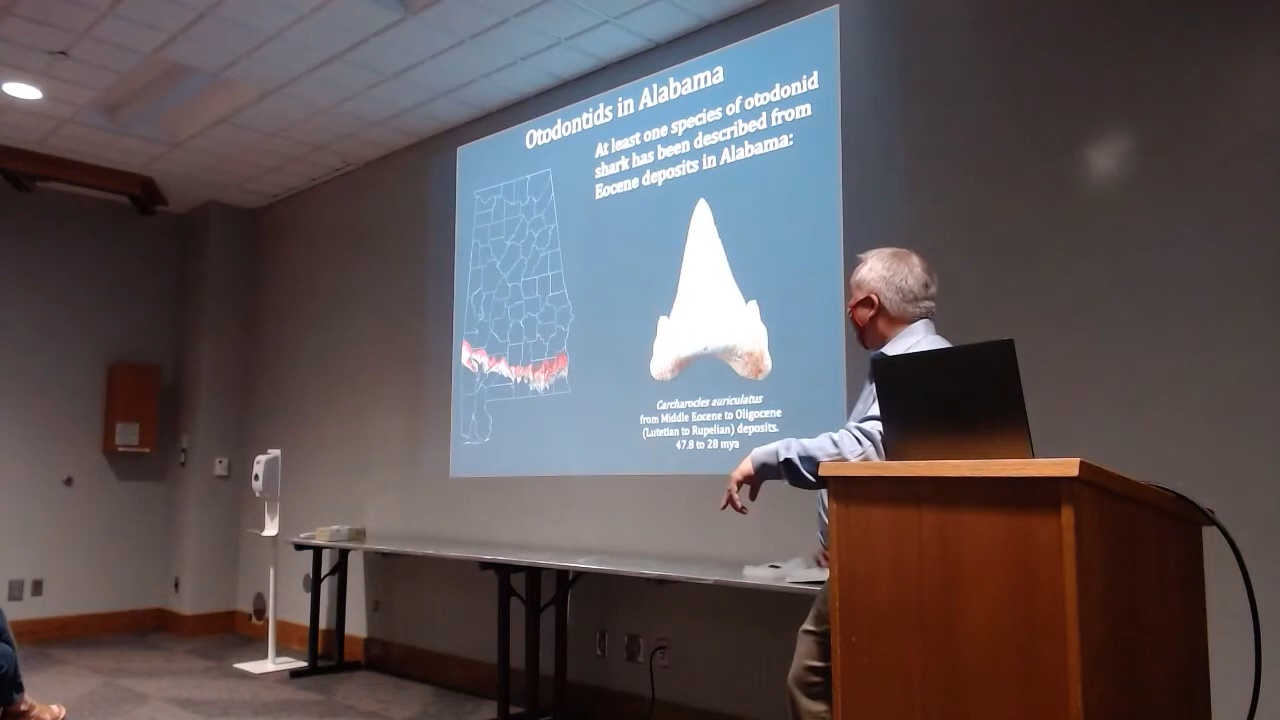 Otodontids in Alabama
At least one species of otodonid
shark has been described from
Eocene deposits in Alabama:
Carcharocles auriculatus
from Middle Eocene to Oligocene
(Lutetian to Rupelian) deposits.
47.8 to 28 mya